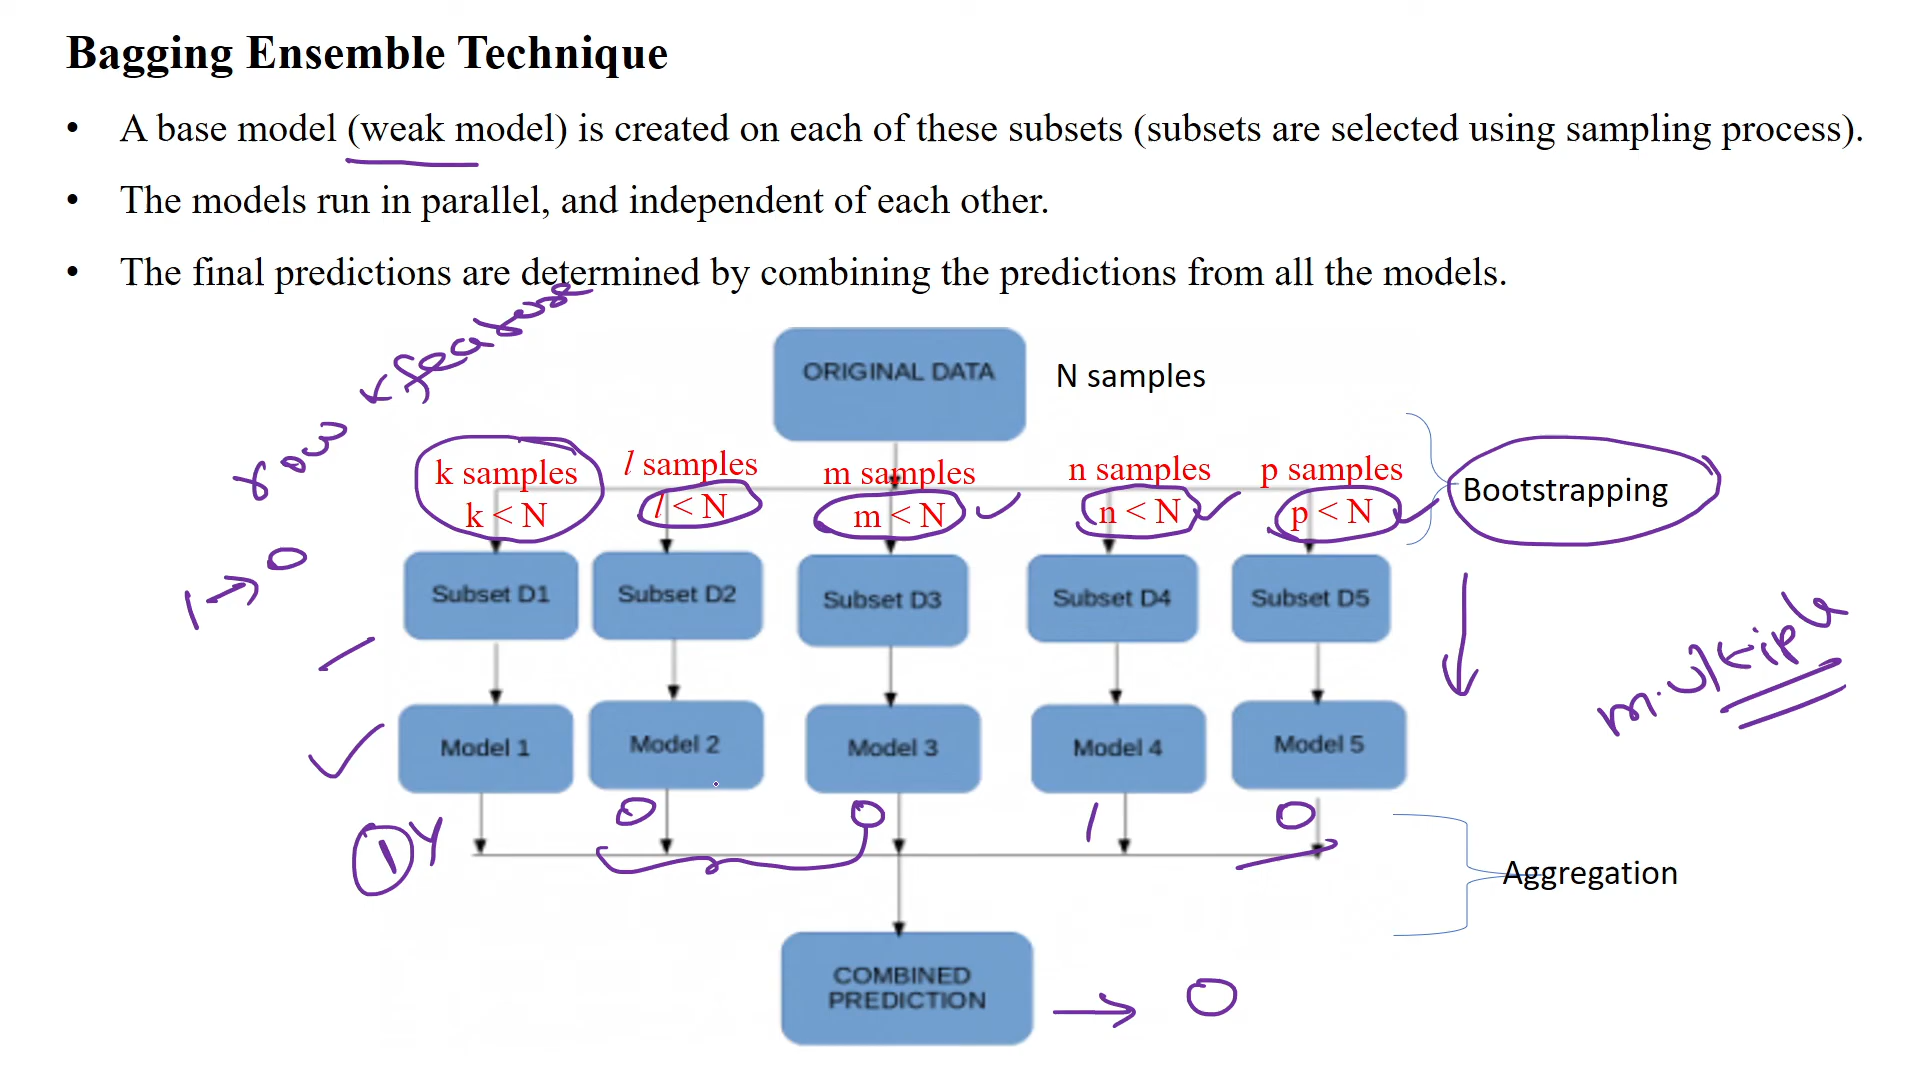 Bagging Ensemble Technique
• A base model (weak model) is created on each of these subsets (subsets are selected using sampling process).
• The models run in parallel, and independent of each other.
• The final predictions are determined by combining the predictions from all the models.
row & feature
ORIGINAL DATA
N samples
k samples
k < N
l samples
l < N
m samples
m < N
n samples
n < N
p samples
p < N
Bootstrapping
1 → 0
Subset D1
Subset D2
Subset D3
Subset D4
Subset D5
multiple
Model 1
Model 2
Model 3
Model 4
Model 5
1 Y
0
0
1
0
Aggregation
COMBINED
PREDICTION
→ 0